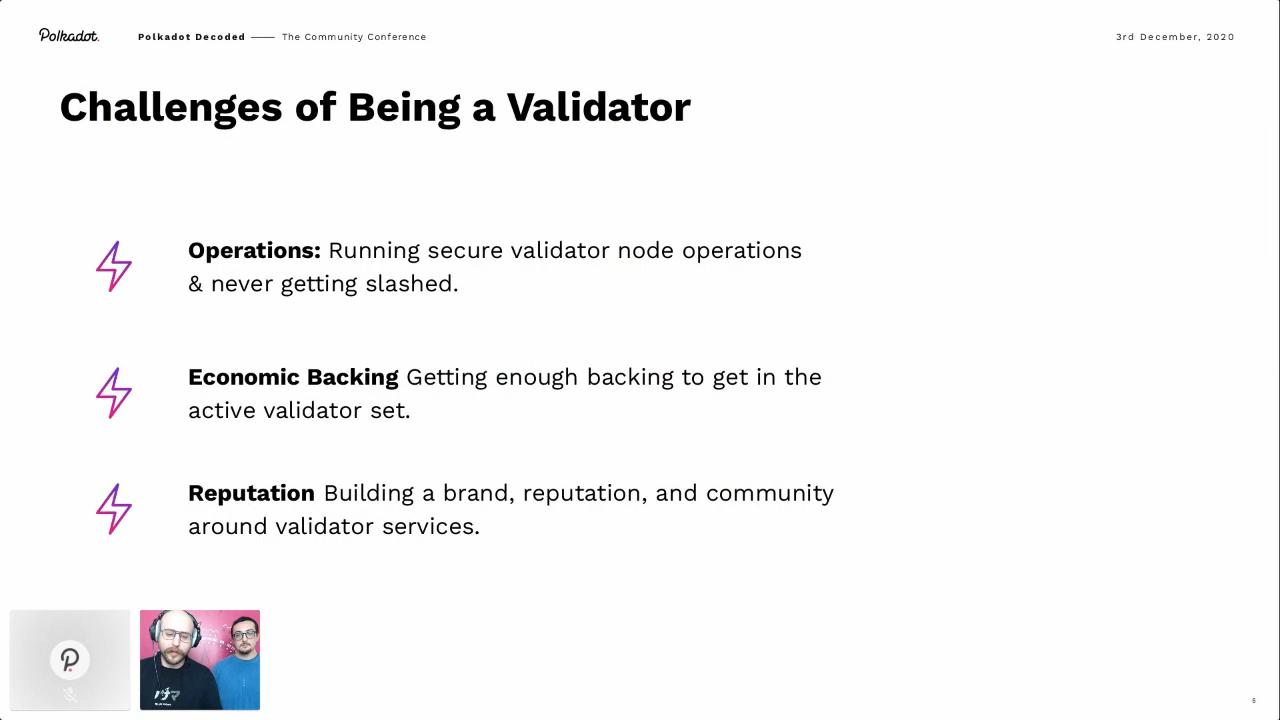 Polkadot.
Polkadot Decoded — The Community Conference
3rd December, 2020
Challenges of Being a Validator
Operations: Running secure validator node operations
& never getting slashed.
Economic Backing Getting enough backing to get in the
active validator set.
Reputation Building a brand, reputation, and community
around validator services.